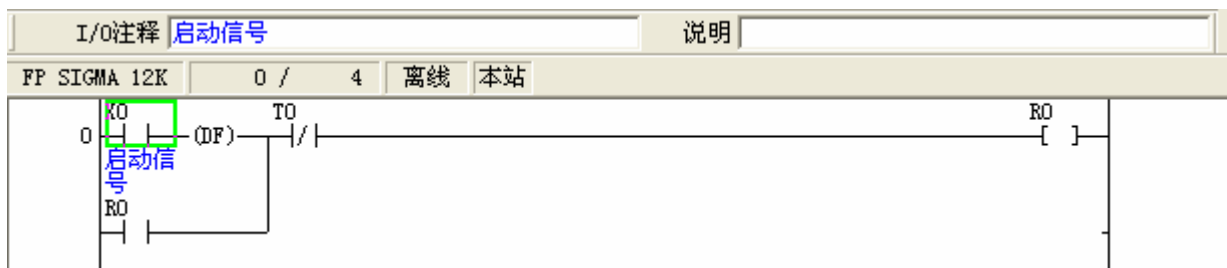 I/O注释 启动信号 说明
FP SIGMA 12K 0 / 4 离线 本站
X0 T0 R0
0 (DF) / [ ]
启动信
号
R0